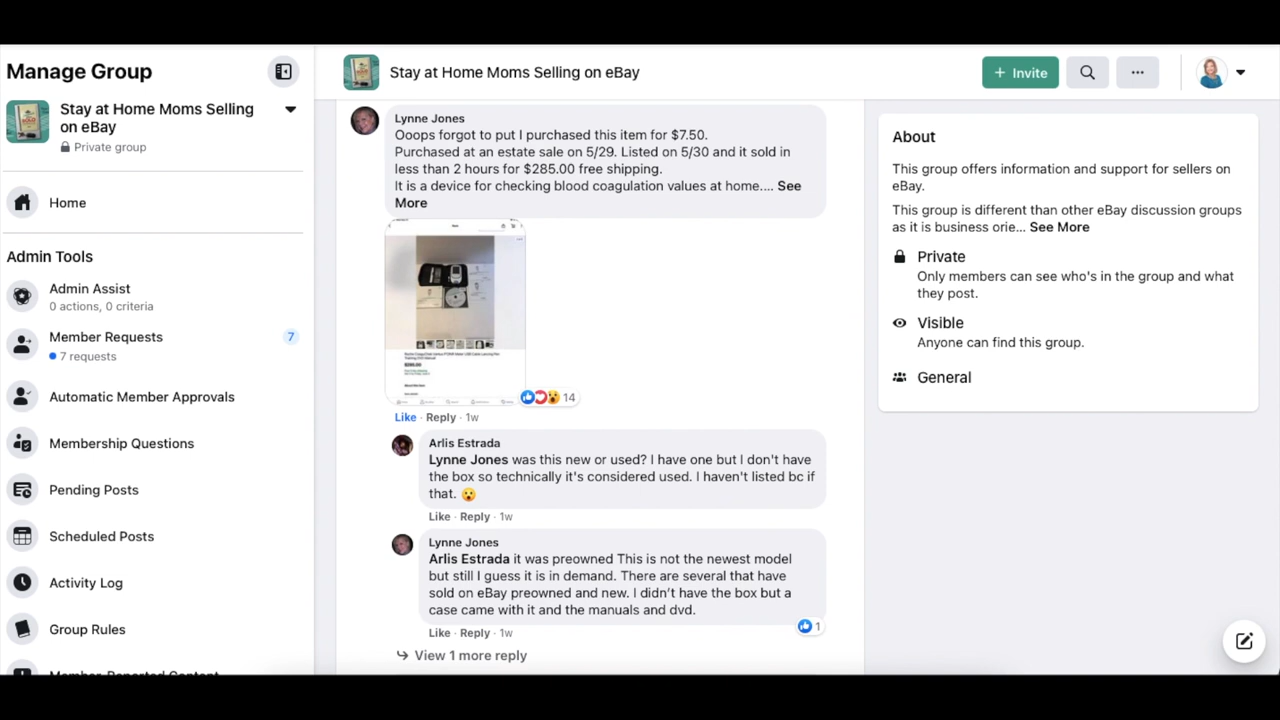 Manage Group
Stay at Home Moms Selling
on eBay
Private group
Home
Admin Tools
Admin Assist
0 actions, 0 criteria
Member Requests
7
7 requests
Automatic Member Approvals
Membership Questions
Pending Posts
Scheduled Posts
Activity Log
Group Rules
Member-Reported Content
Stay at Home Moms Selling on eBay
+ Invite
Lynne Jones
Ooops forgot to put I purchased this item for $7.50.
Purchased at an estate sale on 5/29. Listed on 5/30 and it sold in
less than 2 hours for $285.00 free shipping.
It is a device for checking blood coagulation values at home.... See
More
$285.00
14
Like · Reply · 1w
Arlis Estrada
Lynne Jones was this new or used? I have one but I don't have
the box so technically it's considered used. I haven't listed bc if
that. 😮
Like · Reply · 1w
Lynne Jones
Arlis Estrada it was preowned This is not the newest model
but still I guess it is in demand. There are several that have
sold on eBay preowned and new. I didn't have the box but a
case came with it and the manuals and dvd.
1
Like · Reply · 1w
View 1 more reply
About
This group offers information and support for sellers on
eBay.
This group is different than other eBay discussion groups
as it is business orie... See More
Private
Only members can see who's in the group and what
they post.
Visible
Anyone can find this group.
General